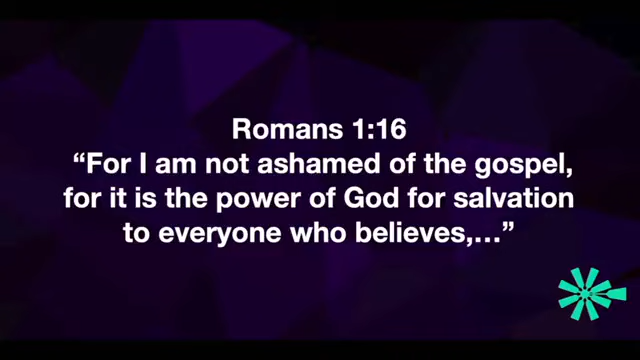 Romans 1:16
“For I am not ashamed of the gospel,
for it is the power of God for salvation
to everyone who believes,…”